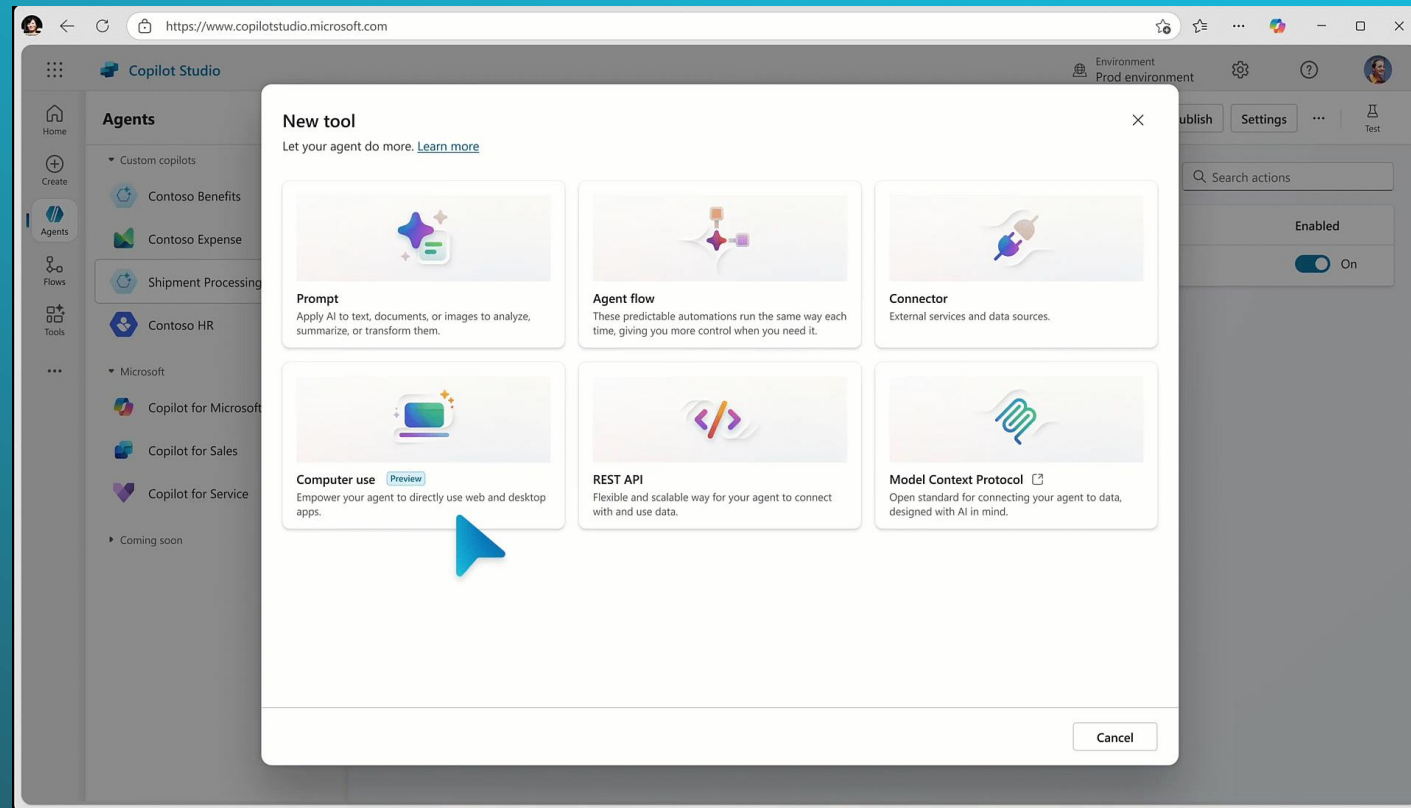 https://www.copilotstudio.microsoft.com
Copilot Studio
Environment
Prod environment
Home
Create
Agents
Flows
Tools
Agents
Custom copilots
Contoso Benefits
Contoso Expense
Shipment Processing
Contoso HR
Microsoft
Copilot for Microsoft
Copilot for Sales
Copilot for Service
Coming soon
New tool
Let your agent do more. Learn more
Prompt
Apply AI to text, documents, or images to analyze,
summarize, or transform them.
Agent flow
These predictable automations run the same way each
time, giving you more control when you need it.
Connector
External services and data sources.
Computer use Preview
Empower your agent to directly use web and desktop
apps.
REST API
Flexible and scalable way for your agent to connect
with and use data.
Model Context Protocol
Open standard for connecting your agent to data,
designed with AI in mind.
Cancel
ublish
Settings
Test
Search actions
Enabled
On